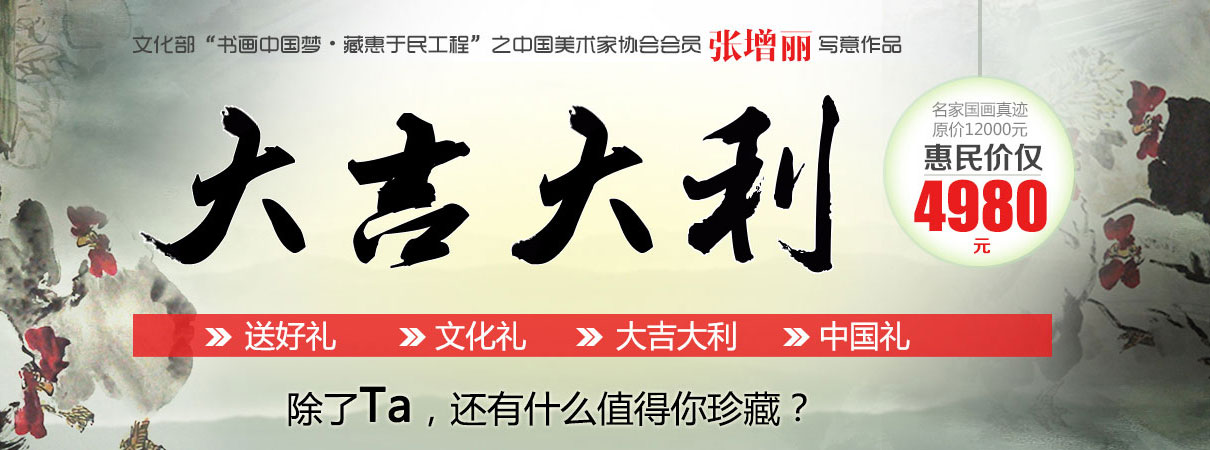 文化部“书画中国梦·藏惠于民工程”之中国美术家协会会员 张增丽 写意作品
大吉大利
名家国画真迹
原价12000元
惠民价仅
4980
元
» 送好礼 » 文化礼 » 大吉大利 » 中国礼
除了Ta，还有什么值得你珍藏？